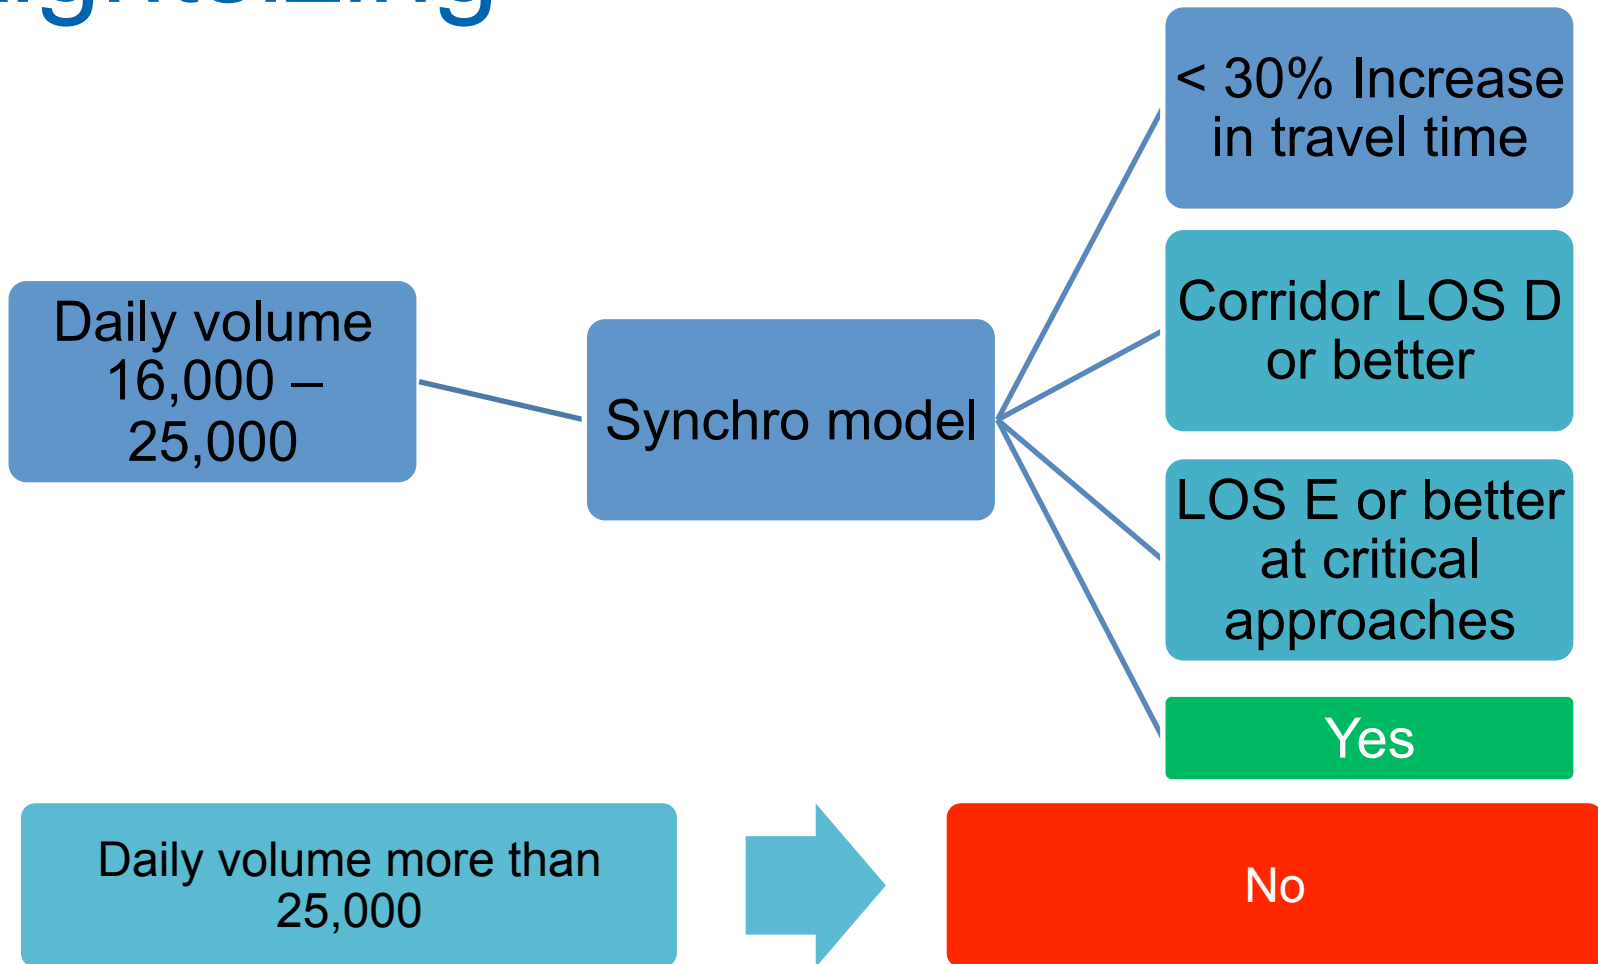 ightsizing
Daily volume
16,000 –
25,000
Synchro model
< 30% Increase
in travel time
Corridor LOS D
or better
LOS E or better
at critical
approaches
Yes
Daily volume more than
25,000
No